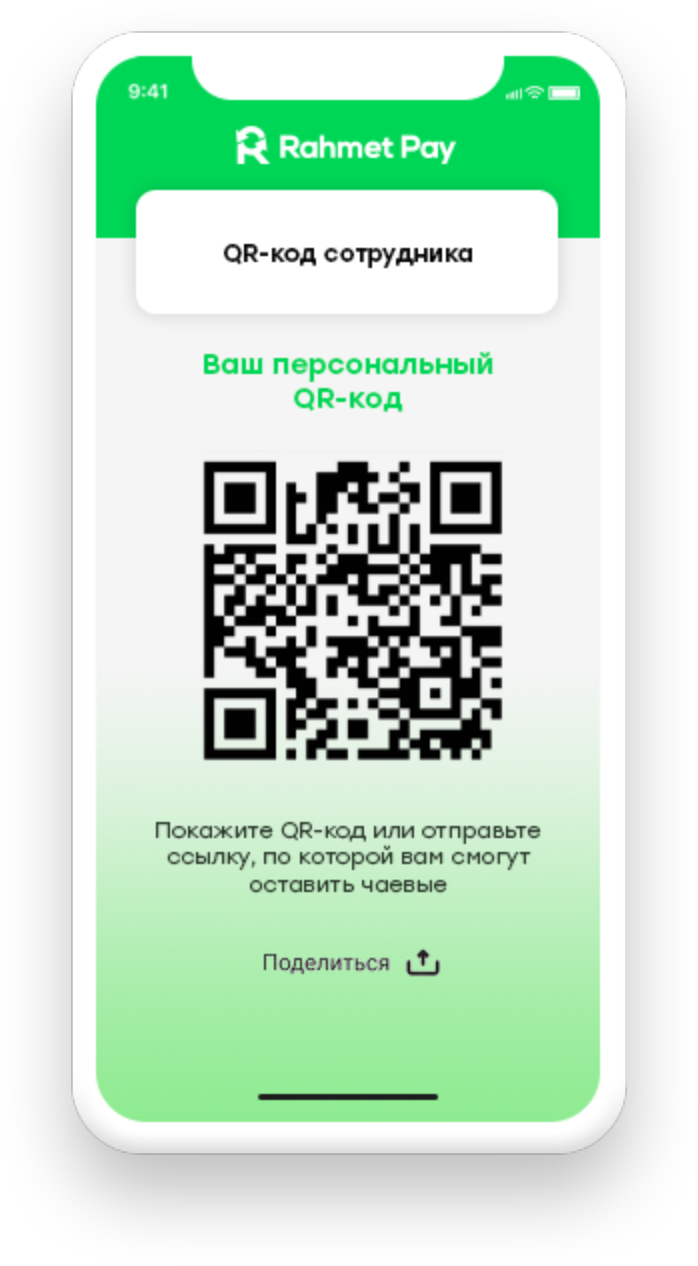 9:41
Rahmet Pay
QR-код сотрудника
Ваш персональный
QR-код
Покажите QR-код или отправьте
ссылку, по которой вам смогут
оставить чаевые
Поделиться